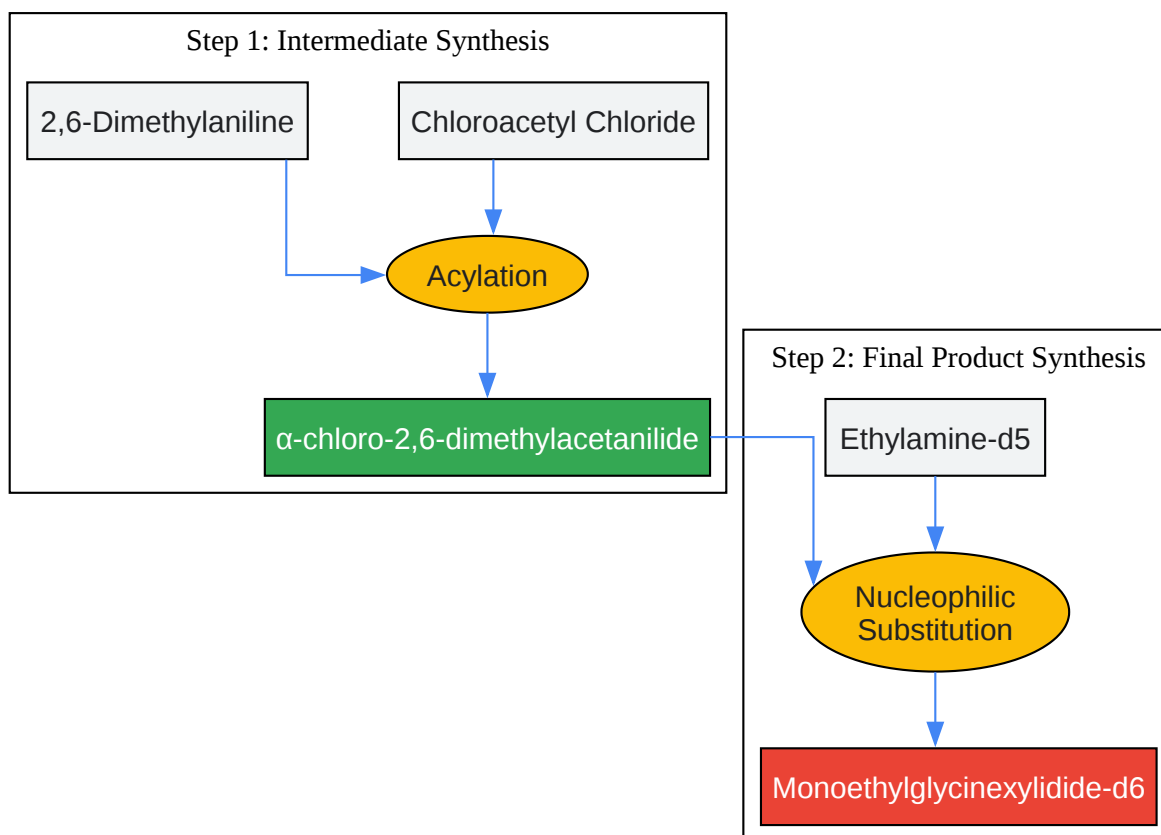 Step 1: Intermediate Synthesis
2,6-Dimethylaniline
Chloroacetyl Chloride
Acylation
α-chloro-2,6-dimethylacetanilide
Step 2: Final Product Synthesis
Ethylamine-d5
Nucleophilic
Substitution
Monoethylglycinexylidide-d6